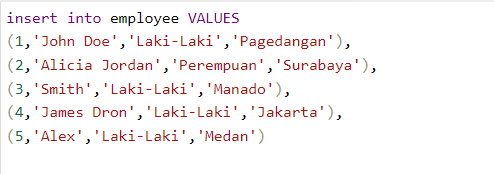 insert into employee VALUES
(1,'John Doe','Laki-Laki','Pagedangan'),
(2,'Alicia Jordan','Perempuan','Surabaya'),
(3,'Smith','Laki-Laki','Manado'),
(4,'James Dron','Laki-Laki','Jakarta'),
(5,'Alex','Laki-Laki','Medan')